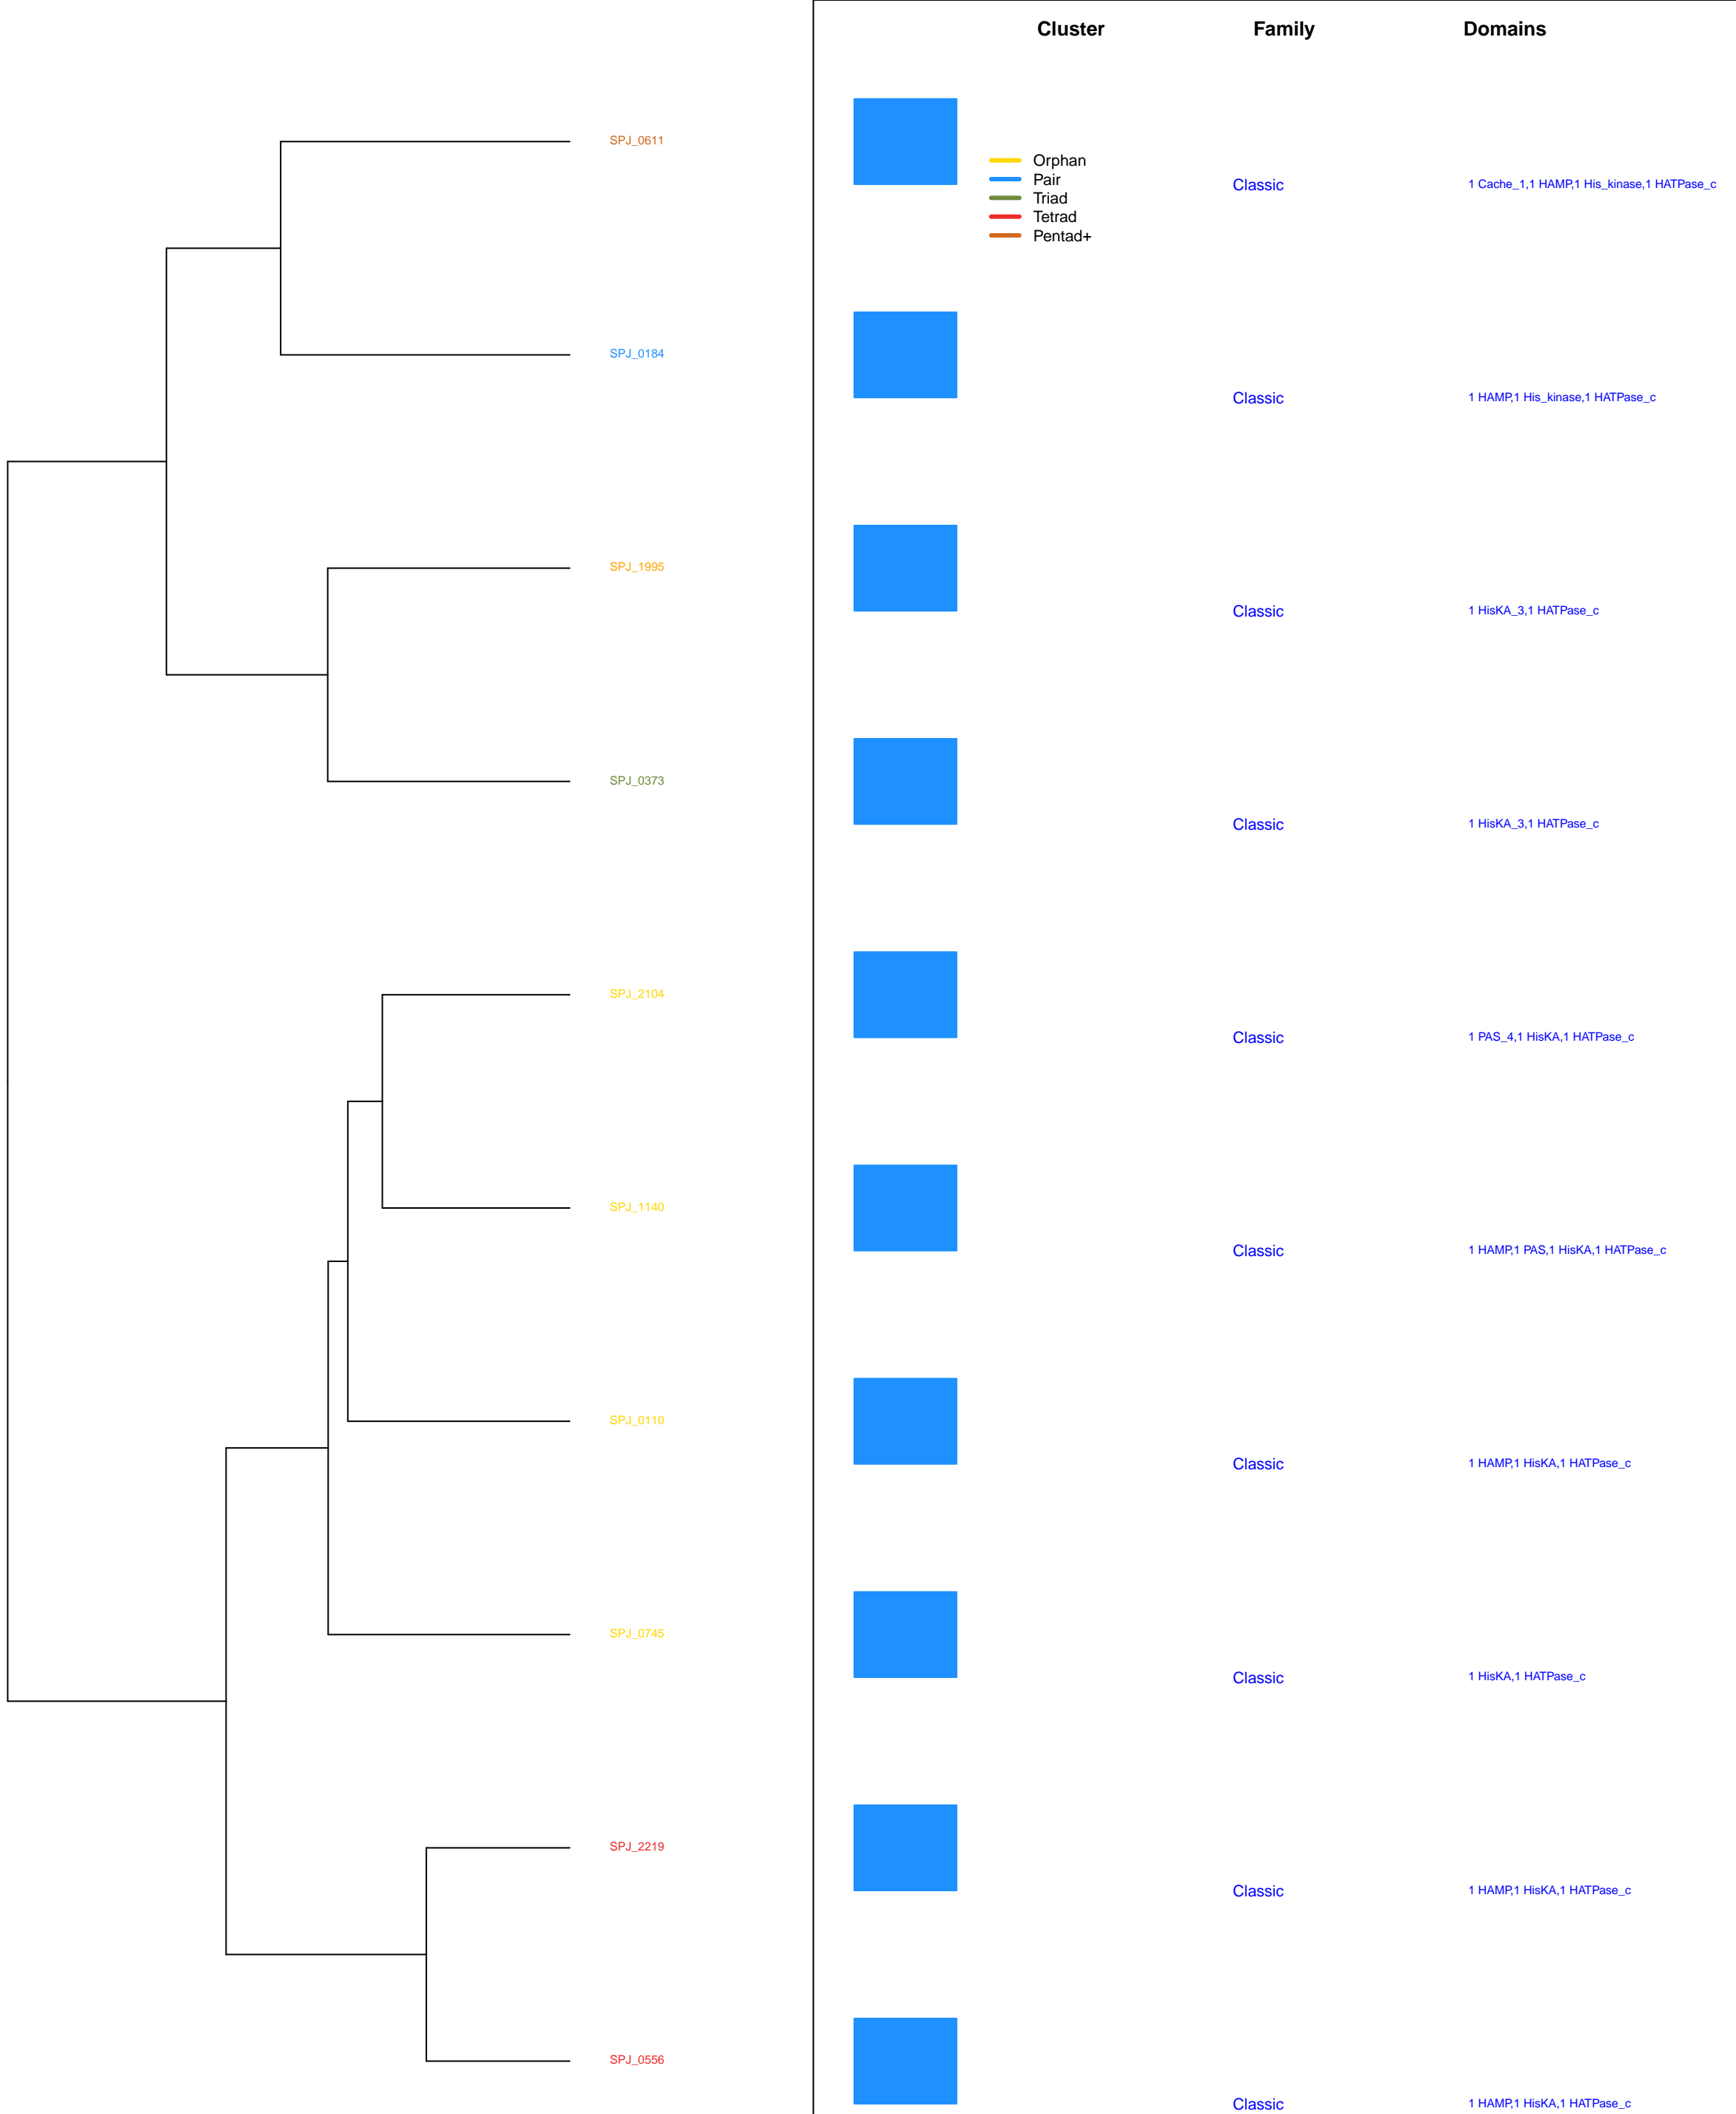 Cluster Family Domains
SPJ_0611
Orphan
Pair
Classic 1 Cache_1,1 HAMP,1 His_kinase,1 HATPase_c
Triad
Tetrad
Pentad+
SPJ_0184
Classic 1 HAMP,1 His_kinase,1 HATPase_c
SPJ_1995
Classic 1 HisKA_3,1 HATPase_c
SPJ_0373
Classic 1 HisKA_3,1 HATPase_c
SPJ_2104
Classic 1 PAS_4,1 HisKA,1 HATPase_c
SPJ_1140
Classic 1 HAMP,1 PAS,1 HisKA,1 HATPase_c
SPJ_0110
Classic 1 HAMP,1 HisKA,1 HATPase_c
SPJ_0745
Classic 1 HisKA,1 HATPase_c
SPJ_2219
Classic 1 HAMP,1 HisKA,1 HATPase_c
SPJ_0556
Classic 1 HAMP,1 HisKA,1 HATPase_c